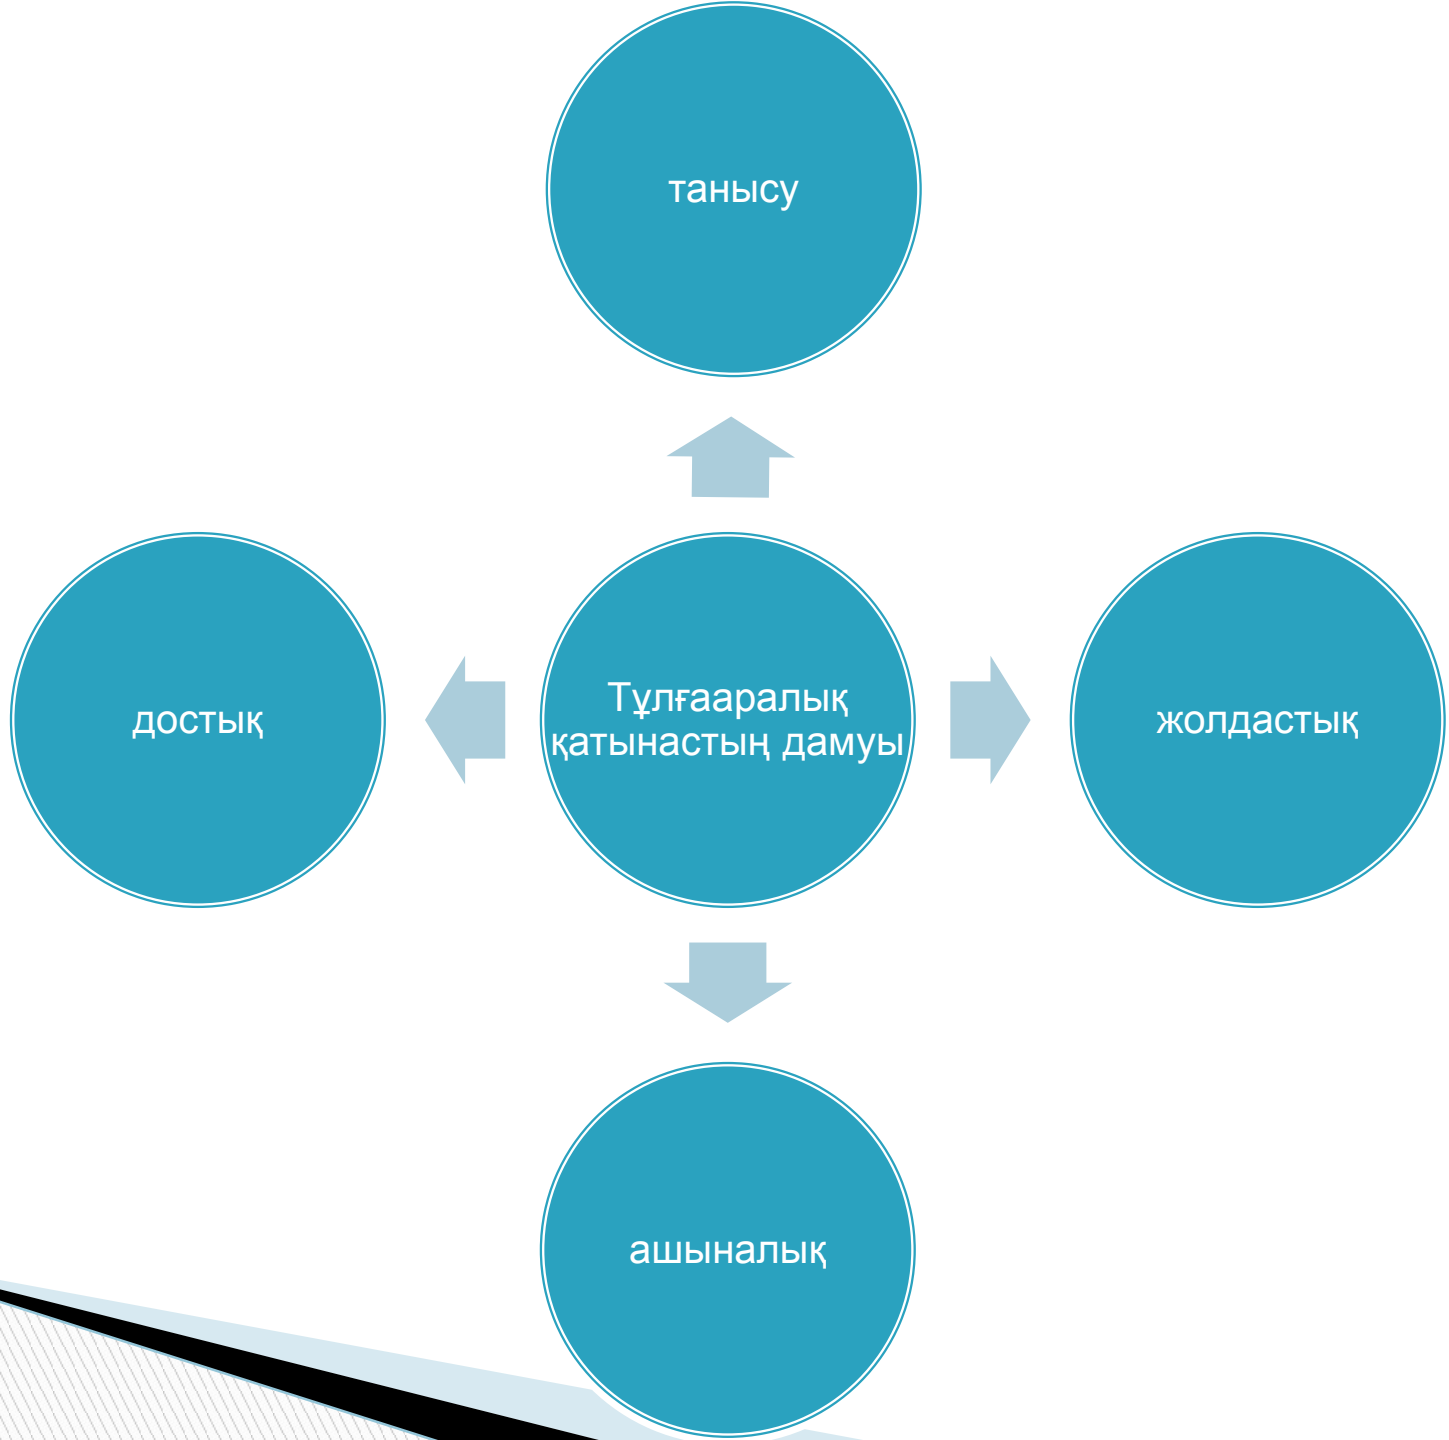 танысу
достық
Тұлғааралық
қатынастың дамуы
жолдастық
ашыналық